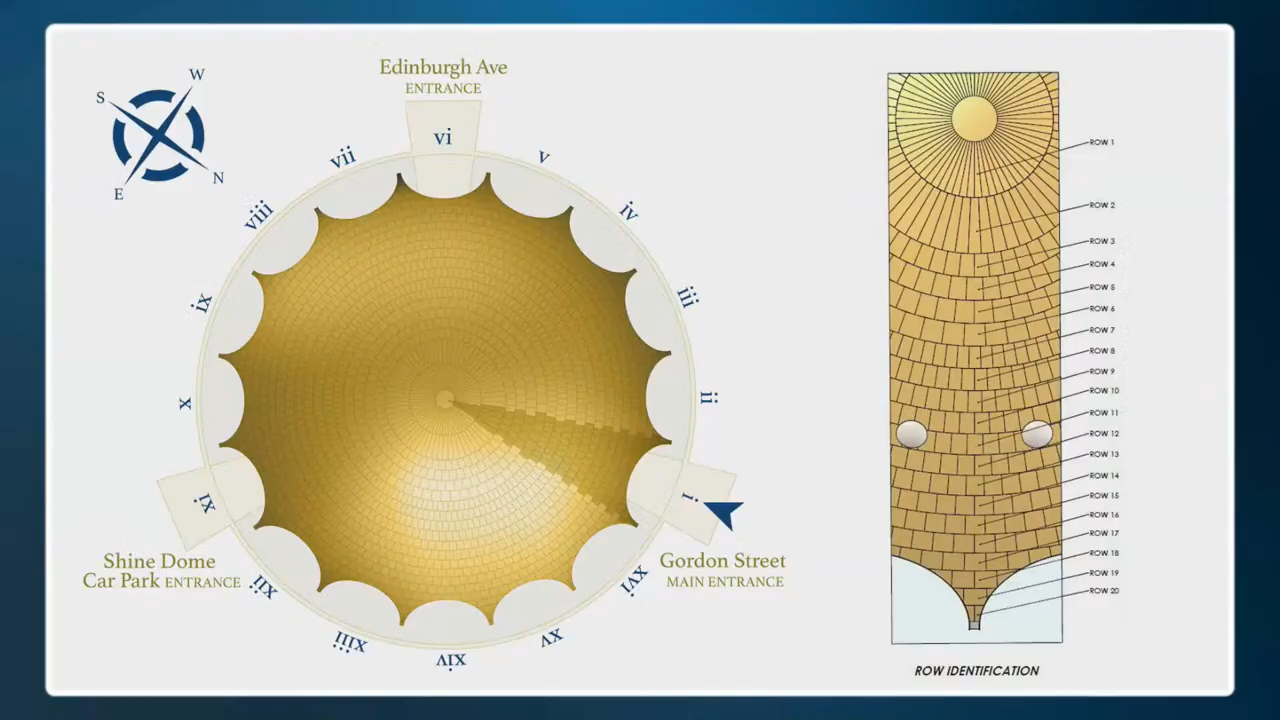 Edinburgh Ave
ENTRANCE
W
S
N
E
vi
v
iv
iii
ii
i
xvi
xv
xiv
xiii
xii
xi
x
ix
viii
vii
Shine Dome
Car Park ENTRANCE
Gordon Street
MAIN ENTRANCE
ROW 1
ROW 2
ROW 3
ROW 4
ROW 5
ROW 6
ROW 7
ROW 8
ROW 9
ROW 10
ROW 11
ROW 12
ROW 13
ROW 14
ROW 15
ROW 16
ROW 17
ROW 18
ROW 19
ROW 20
ROW IDENTIFICATION